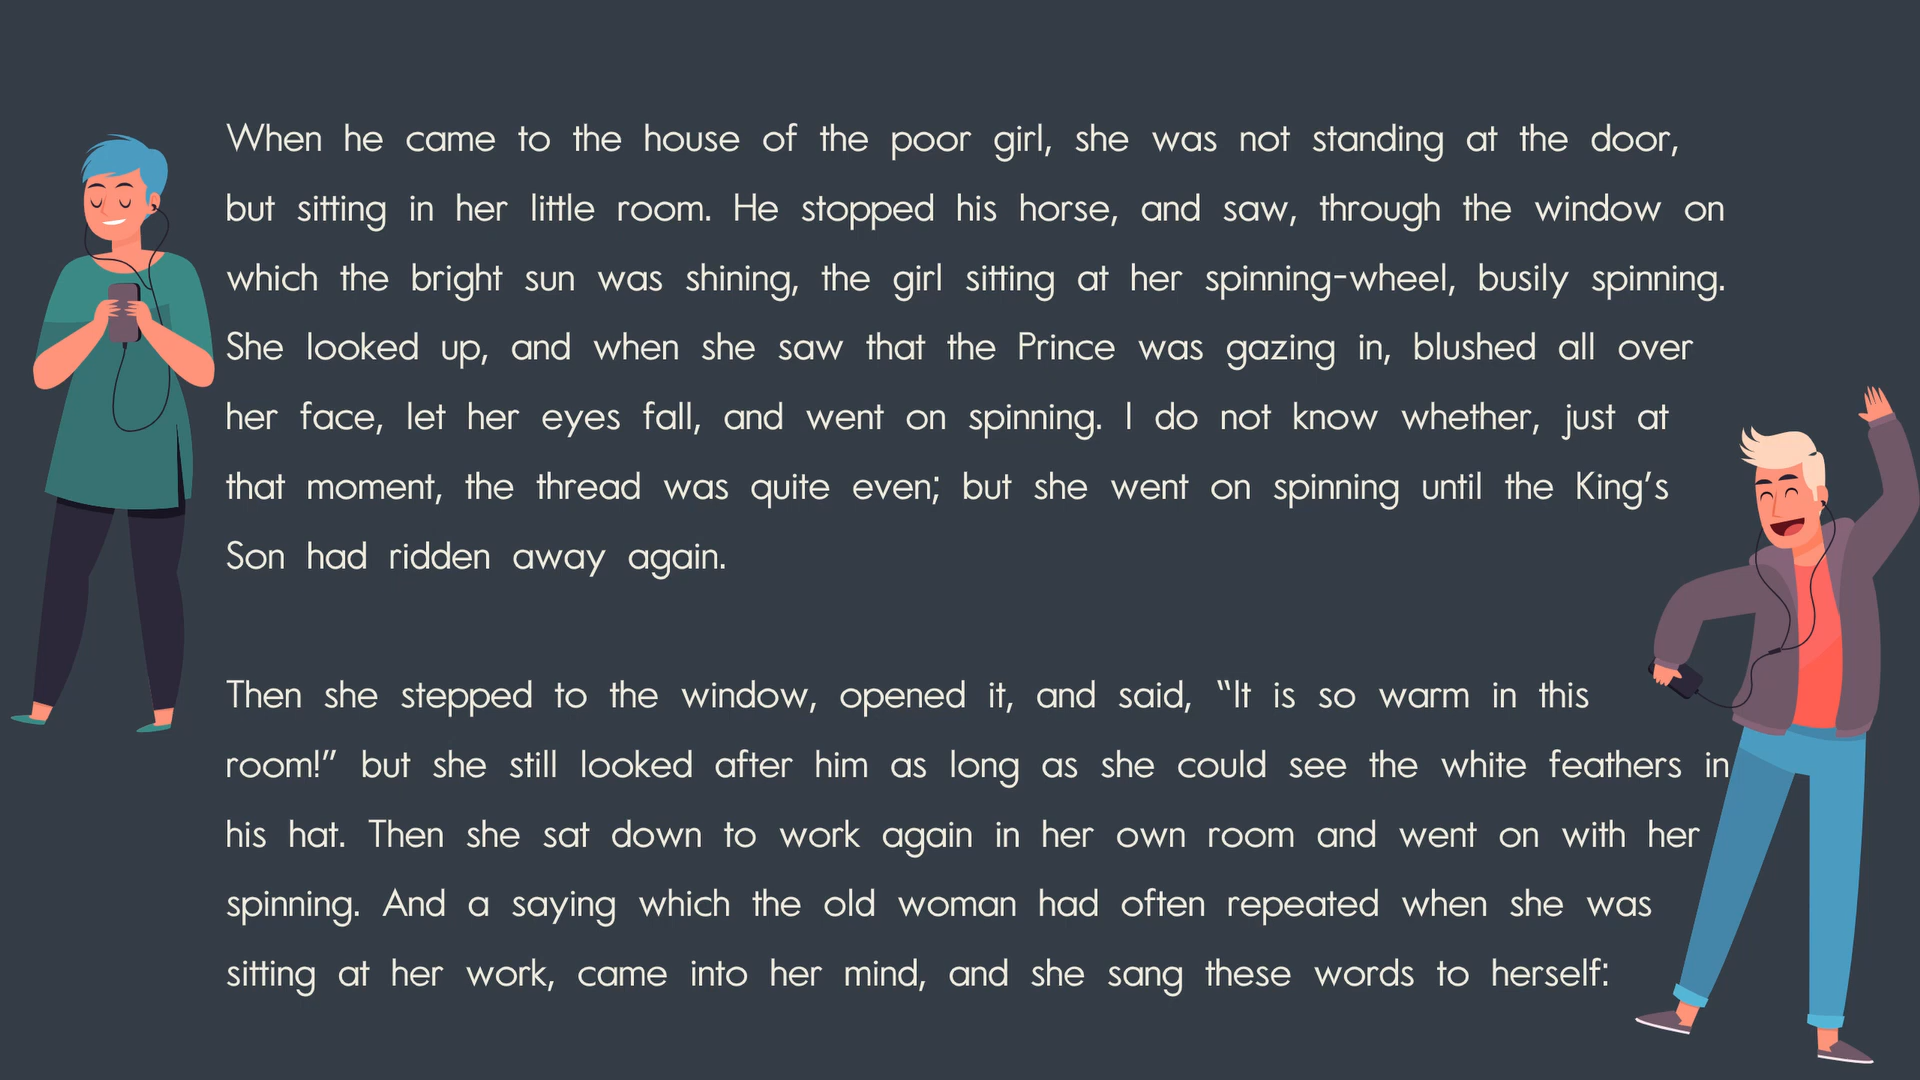 When he came to the house of the poor girl, she was not standing at the door,
but sitting in her little room. He stopped his horse, and saw, through the window on
which the bright sun was shining, the girl sitting at her spinning-wheel, busily spinning.
She looked up, and when she saw that the Prince was gazing in, blushed all over
her face, let her eyes fall, and went on spinning. I do not know whether, just at
that moment, the thread was quite even; but she went on spinning until the King’s
Son had ridden away again.
Then she stepped to the window, opened it, and said, “It is so warm in this
room!” but she still looked after him as long as she could see the white feathers in
his hat. Then she sat down to work again in her own room and went on with her
spinning. And a saying which the old woman had often repeated when she was
sitting at her work, came into her mind, and she sang these words to herself: